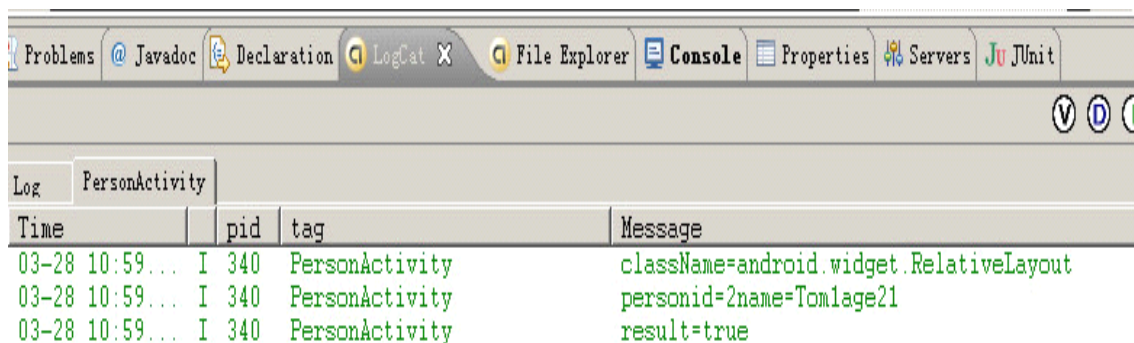 Problems @ Javadoc Declaration LogCat X File Explorer Console Properties Servers Ju JUnit
V D
Log PersonActivity
Time pid tag Message
03-28 10:59... I 340 PersonActivity className=android.widget.RelativeLayout
03-28 10:59... I 340 PersonActivity personid=2name=Tom1age21
03-28 10:59... I 340 PersonActivity result=true